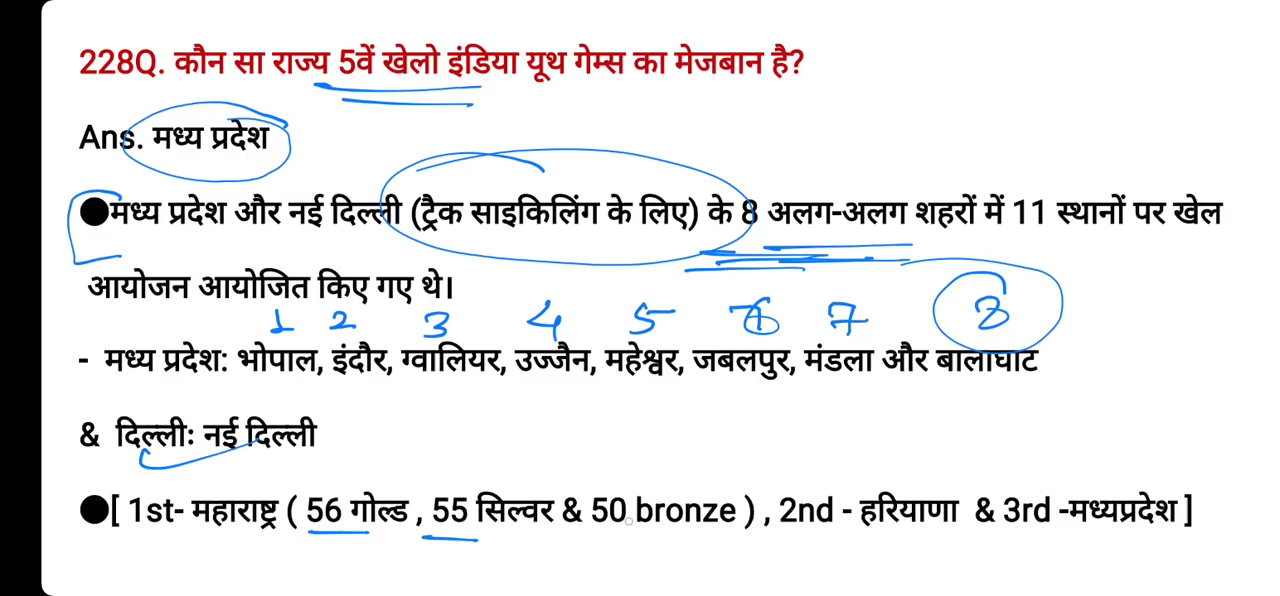 228Q. कौन सा राज्य 5वें खेलो इंडिया यूथ गेम्स का मेजबान है?
Ans. मध्य प्रदेश
●मध्य प्रदेश और नई दिल्ली (ट्रैक साइकिलिंग के लिए) के 8 अलग-अलग शहरों में 11 स्थानों पर खेल
आयोजन आयोजित किए गए थे।
1 2 3 4 5 6 7 8
- मध्य प्रदेश: भोपाल, इंदौर, ग्वालियर, उज्जैन, महेश्वर, जबलपुर, मंडला और बालाघाट
& दिल्लीः नई दिल्ली
●[ 1st- महाराष्ट्र ( 56 गोल्ड , 55 सिल्वर & 50 bronze ) , 2nd - हरियाणा & 3rd -मध्यप्रदेश ]